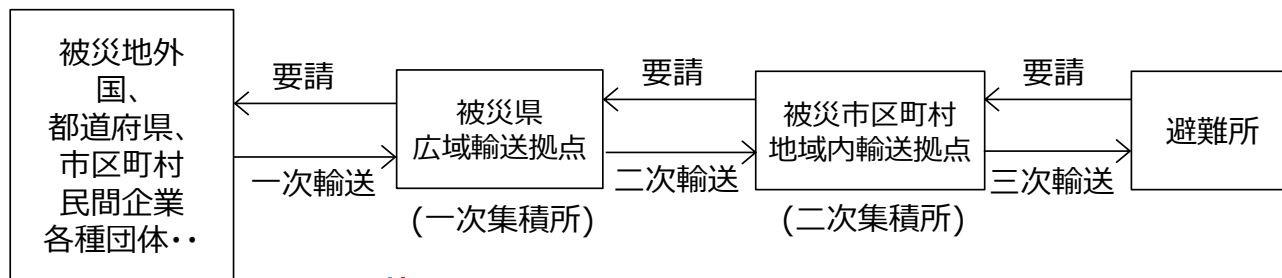 被災地外
国、
都道府県、
市区町村
民間企業
各種団体・・
要請
一次輸送
被災県
広域輸送拠点
(一次集積所)
要請
二次輸送
被災市区町村
地域内輸送拠点
(二次集積所)
要請
三次輸送
避難所